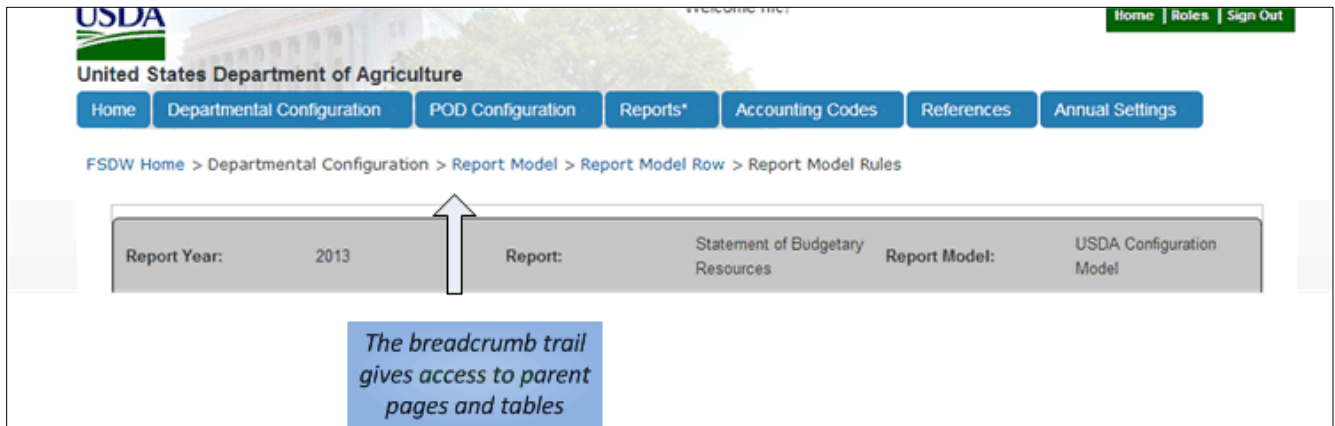 USDA
Home | Roles | Sign Out
United States Department of Agriculture
Home Departmental Configuration POD Configuration Reports* Accounting Codes References Annual Settings
FSDW Home > Departmental Configuration > Report Model > Report Model Row > Report Model Rules
Report Year: 2013 Report: Statement of Budgetary Resources Report Model: USDA Configuration Model
The breadcrumb trail
gives access to parent
pages and tables